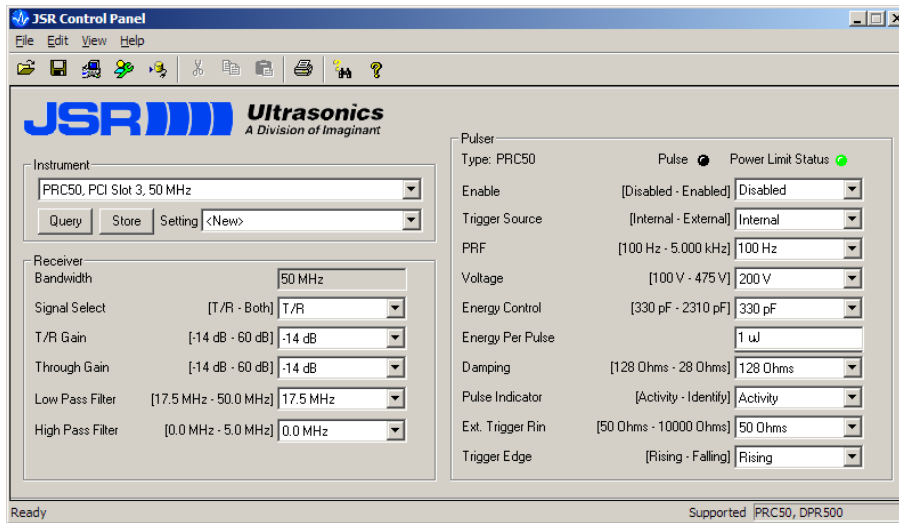 JSR Control Panel
File Edit View Help
JSR Ultrasonics
A Division of Imaginant
Instrument
PRC50, PCI Slot 3, 50 MHz
Query Store Setting <New>
Receiver
Bandwidth 50 MHz
Signal Select [T/R - Both] T/R
T/R Gain [-14 dB - 60 dB] -14 dB
Through Gain [-14 dB - 60 dB] -14 dB
Low Pass Filter [17.5 MHz - 50.0 MHz] 17.5 MHz
High Pass Filter [0.0 MHz - 5.0 MHz] 0.0 MHz
Pulser
Type: PRC50 Pulse Power Limit Status
Enable [Disabled - Enabled] Disabled
Trigger Source [Internal - External] Internal
PRF [100 Hz - 5.000 kHz] 100 Hz
Voltage [100 V - 475 V] 200 V
Energy Control [330 pF - 2310 pF] 330 pF
Energy Per Pulse 1 uJ
Damping [128 Ohms - 28 Ohms] 128 Ohms
Pulse Indicator [Activity - Identify] Activity
Ext. Trigger Rin [50 Ohms - 10000 Ohms] 50 Ohms
Trigger Edge [Rising - Falling] Rising
Ready Supported PRC50, DPR500